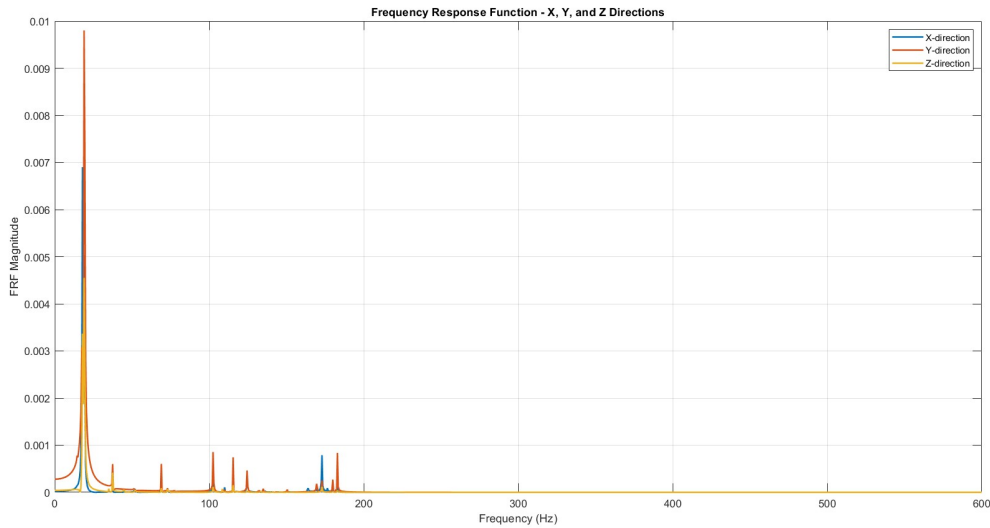 Frequency Response Function - X, Y, and Z Directions
X-direction
Y-direction
Z-direction
FRF Magnitude
0.01
0.009
0.008
0.007
0.006
0.005
0.004
0.003
0.002
0.001
0
0 100 200 300 400 500 600
Frequency (Hz)